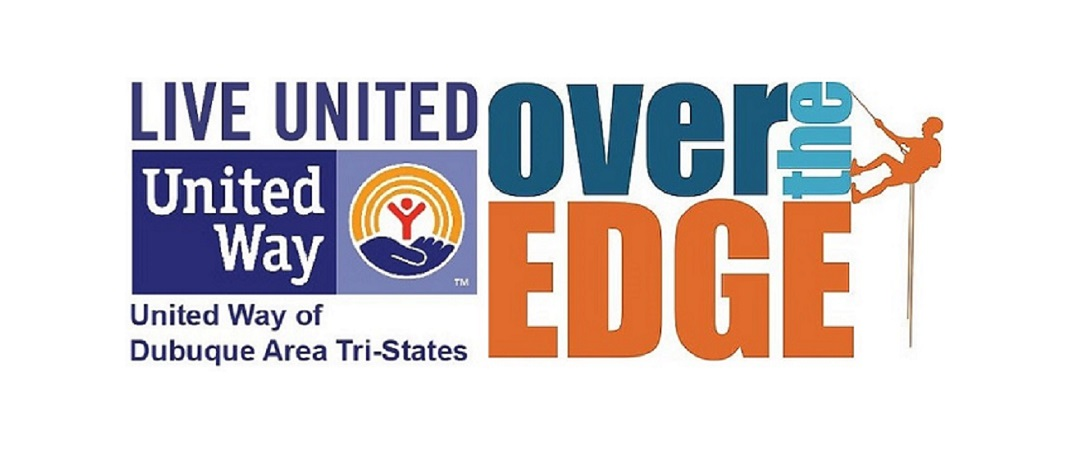 LIVE UNITED
United
Way
TM
United Way of
Dubuque Area Tri-States
over
the
EDGE